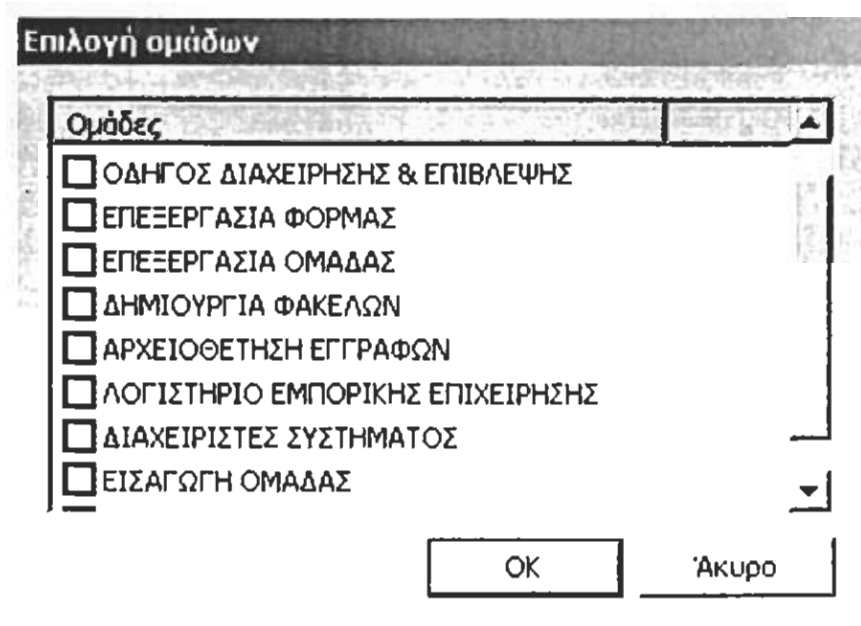 Επιλογή ομάδων
Ομάδες
ΟΔΗΓΟΣ ΔΙΑΧΕΙΡΗΣΗΣ & ΕΠΙΒΛΕΨΗΣ
ΕΠΕΞΕΡΓΑΣΙΑ ΦΟΡΜΑΣ
ΕΠΕΞΕΡΓΑΣΙΑ ΟΜΑΔΑΣ
ΔΗΜΙΟΥΡΓΙΑ ΦΑΚΕΛΩΝ
ΑΡΧΕΙΟΘΕΤΗΣΗ ΕΓΓΡΑΦΩΝ
ΛΟΓΙΣΤΗΡΙΟ ΕΜΠΟΡΙΚΗΣ ΕΠΙΧΕΙΡΗΣΗΣ
ΔΙΑΧΕΙΡΙΣΤΕΣ ΣΥΣΤΗΜΑΤΟΣ
ΕΙΣΑΓΩΓΗ ΟΜΑΔΑΣ
OK Άκυρο